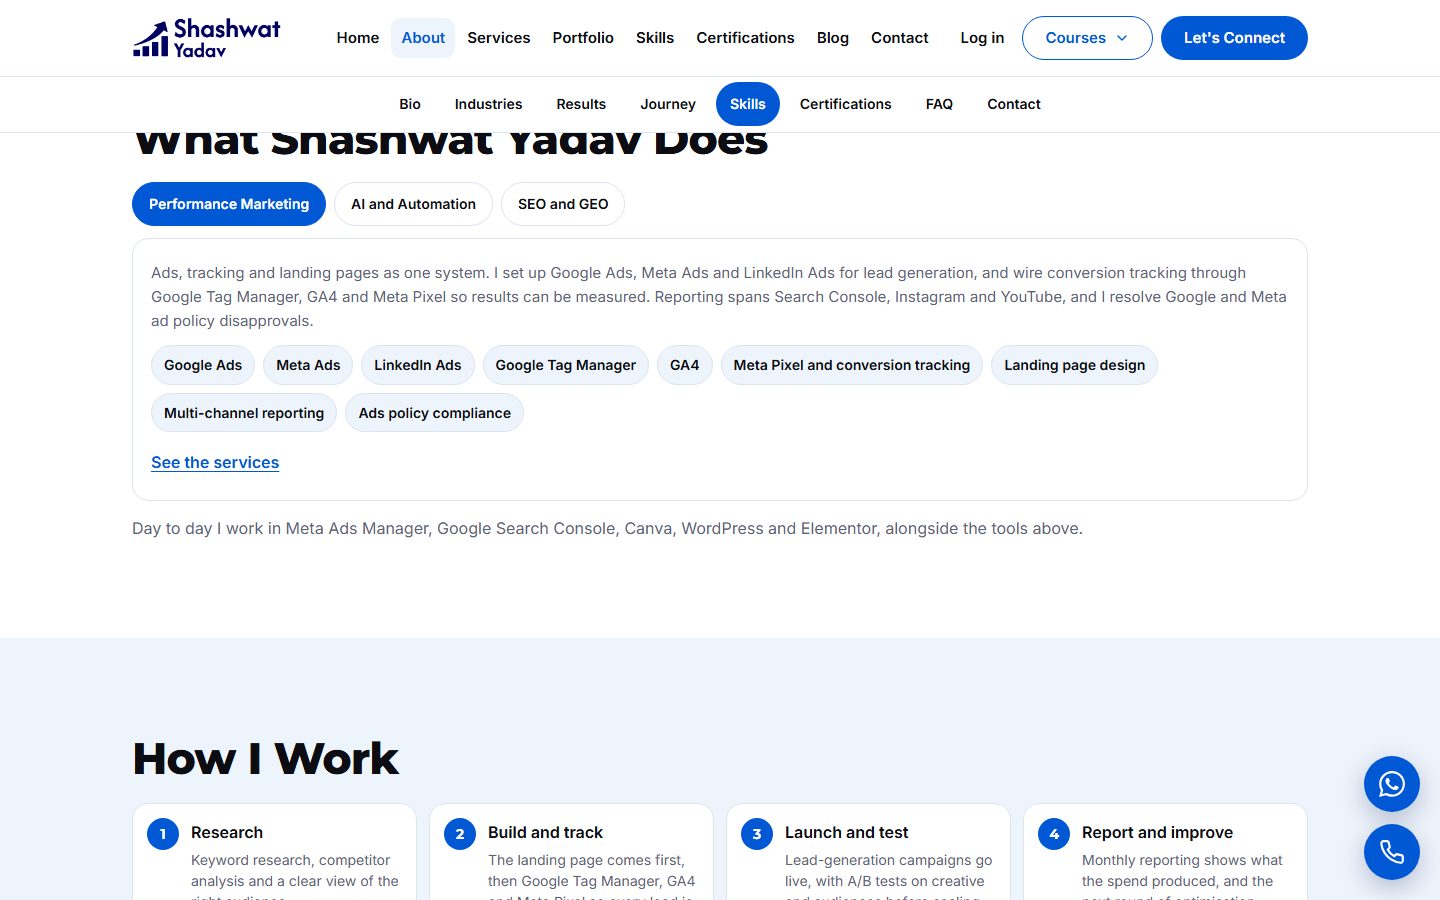 Shashwat
Yadav
Home About Services Portfolio Skills Certifications Blog Contact Log in Courses Let's Connect
Bio Industries Results Journey Skills Certifications FAQ Contact
What Shashwat Yadav Does
Performance Marketing AI and Automation SEO and GEO
Ads, tracking and landing pages as one system. I set up Google Ads, Meta Ads and LinkedIn Ads for lead generation, and wire conversion tracking through
Google Tag Manager, GA4 and Meta Pixel so results can be measured. Reporting spans Search Console, Instagram and YouTube, and I resolve Google and Meta
ad policy disapprovals.
Google Ads Meta Ads LinkedIn Ads Google Tag Manager GA4 Meta Pixel and conversion tracking Landing page design
Multi-channel reporting Ads policy compliance
See the services
Day to day I work in Meta Ads Manager, Google Search Console, Canva, WordPress and Elementor, alongside the tools above.
How I Work
1 Research
Keyword research, competitor
analysis and a clear view of the
2 Build and track
The landing page comes first,
then Google Tag Manager, GA4
3 Launch and test
Lead-generation campaigns go
live, with A/B tests on creative
4 Report and improve
Monthly reporting shows what
the spend produced, and the